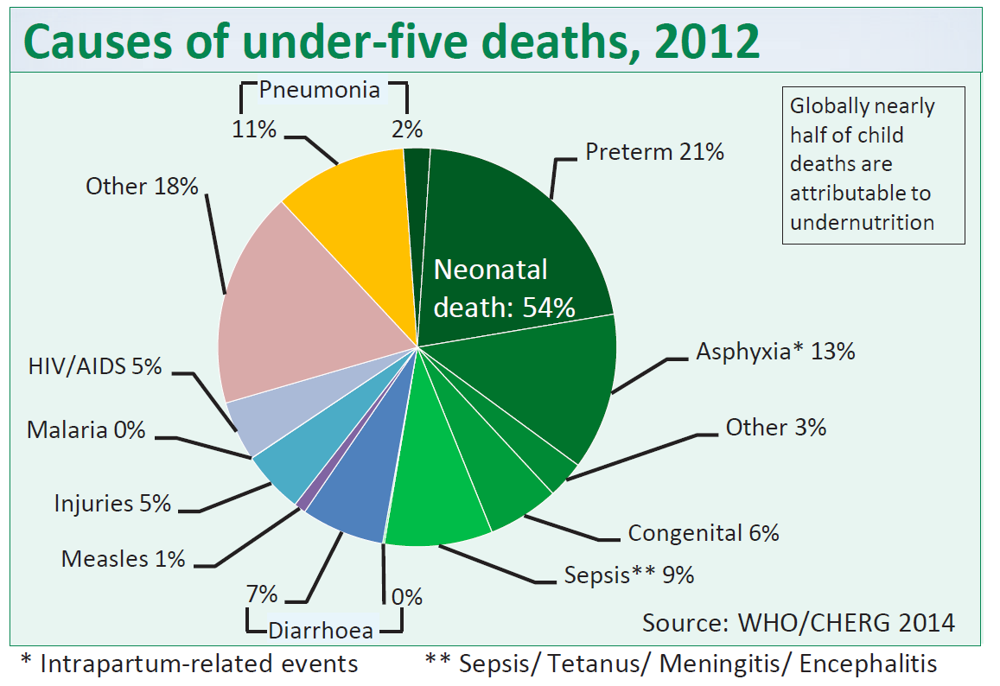 Causes of under-five deaths, 2012
Pneumonia
11%
2%
Globally nearly
half of child
deaths are
attributable to
undernutrition
Preterm 21%
Other 18%
Neonatal
death: 54%
Asphyxia* 13%
HIV/AIDS 5%
Malaria 0%
Other 3%
Injuries 5%
Congenital 6%
Measles 1%
Sepsis** 9%
7%
0%
Diarrhoea
Source: WHO/CHERG 2014
* Intrapartum-related events
** Sepsis/ Tetanus/ Meningitis/ Encephalitis